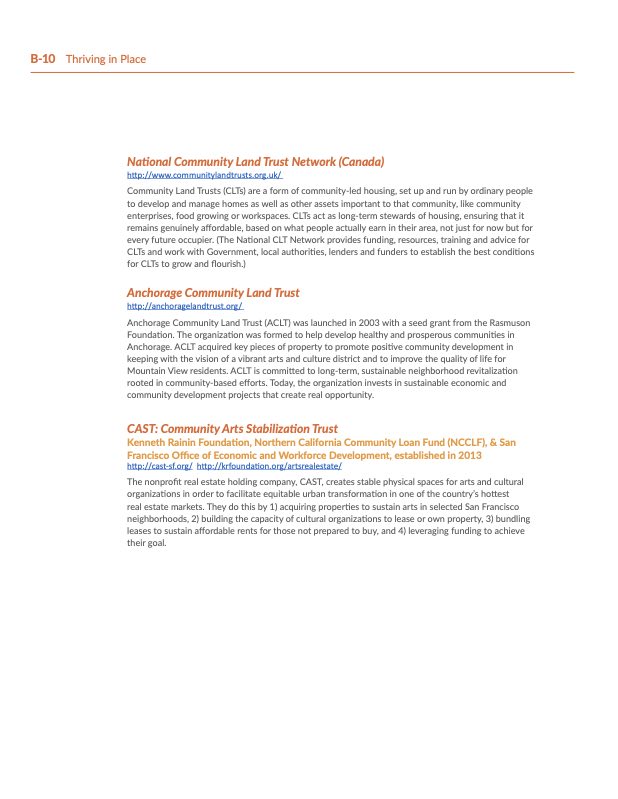 B-10 Thriving in Place
National Community Land Trust Network (Canada)
http://www.communitylandtrusts.org.uk/
Community Land Trusts (CLTs) are a form of community-led housing, set up and run by ordinary people
to develop and manage homes as well as other assets important to that community, like community
enterprises, food growing or workspaces. CLTs act as long-term stewards of housing, ensuring that it
remains genuinely affordable, based on what people actually earn in their area, not just for now but for
every future occupier. (The National CLT Network provides funding, resources, training and advice for
CLTs and work with Government, local authorities, lenders and funders to establish the best conditions
for CLTs to grow and flourish.)
Anchorage Community Land Trust
http://anchoragelandtrust.org/
Anchorage Community Land Trust (ACLT) was launched in 2003 with a seed grant from the Rasmuson
Foundation. The organization was formed to help develop healthy and prosperous communities in
Anchorage. ACLT acquired key pieces of property to promote positive community development in
keeping with the vision of a vibrant arts and culture district and to improve the quality of life for
Mountain View residents. ACLT is committed to long-term, sustainable neighborhood revitalization
rooted in community-based efforts. Today, the organization invests in sustainable economic and
community development projects that create real opportunity.
CAST: Community Arts Stabilization Trust
Kenneth Rainin Foundation, Northern California Community Loan Fund (NCCLF), & San
Francisco Office of Economic and Workforce Development, established in 2013
http://cast-sf.org/ http://krfoundation.org/artsrealestate/
The nonprofit real estate holding company, CAST, creates stable physical spaces for arts and cultural
organizations in order to facilitate equitable urban transformation in one of the country's hottest
real estate markets. They do this by 1) acquiring properties to sustain arts in selected San Francisco
neighborhoods, 2) building the capacity of cultural organizations to lease or own property, 3) bundling
leases to sustain affordable rents for those not prepared to buy, and 4) leveraging funding to achieve
their goal.